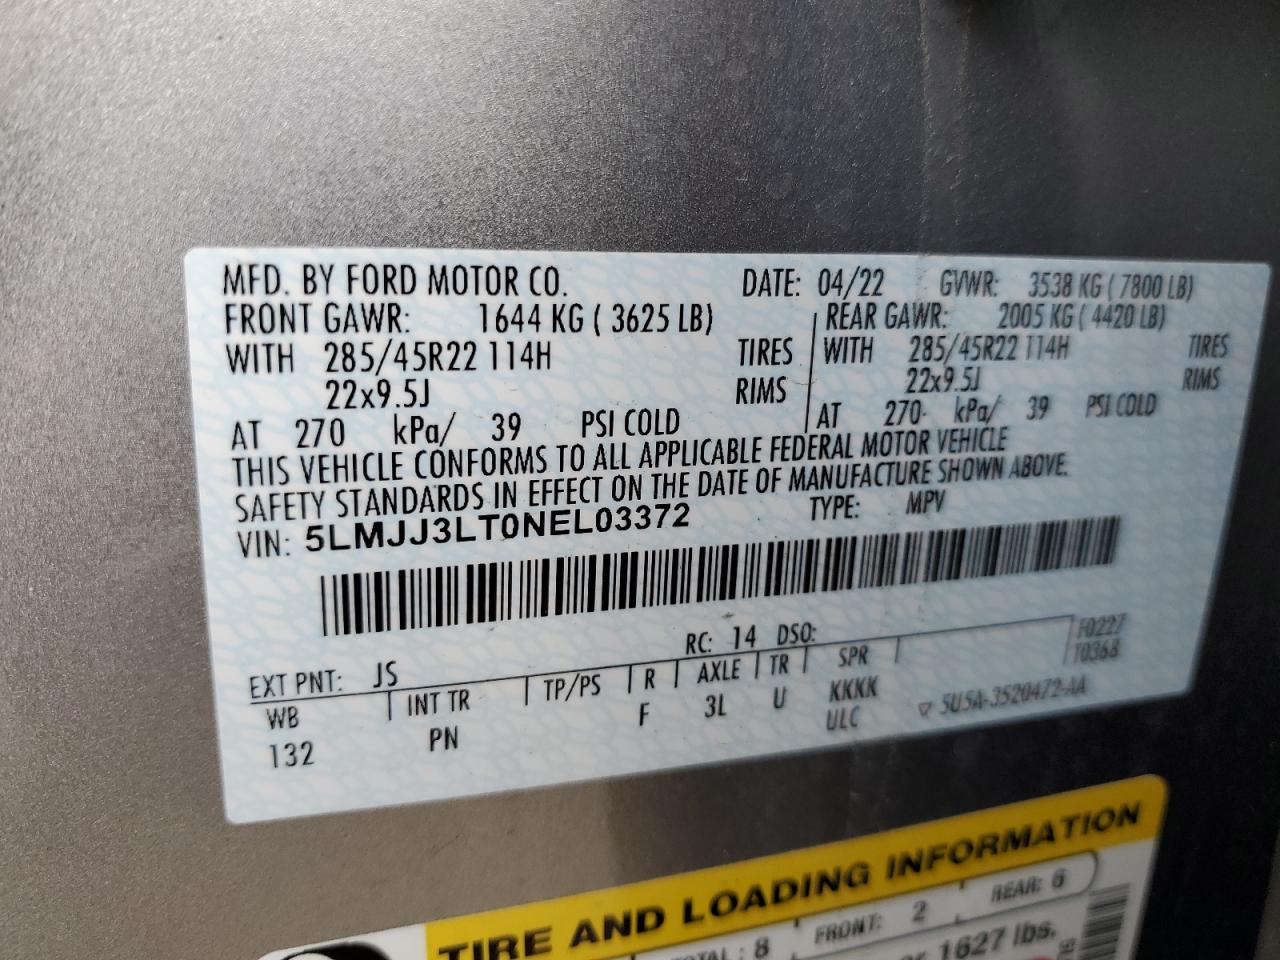 MFD. BY FORD MOTOR CO. DATE: 04/22 GVWR: 3538 KG ( 7800 LB)
FRONT GAWR: 1644 KG ( 3625 LB) REAR GAWR: 2005 KG ( 4420 LB)
WITH 285/45R22 114H TIRES WITH 285/45R22 114H TIRES
22x9.5J RIMS 22x9.5J RIMS
AT 270 kPa/ 39 PSI COLD AT 270 kPa/ 39 PSI COLD
THIS VEHICLE CONFORMS TO ALL APPLICABLE FEDERAL MOTOR VEHICLE
SAFETY STANDARDS IN EFFECT ON THE DATE OF MANUFACTURE SHOWN ABOVE.
VIN: 5LMJJ3LT0NEL03372 TYPE: MPV
F0227
EXT PNT: JS RC: 14 DSO: T0368
WB INT TR TP/PS R AXLE TR SPR
132 PN F 3L U KKKK
ULC ▽ 5U5A-3520472-AA
TIRE AND LOADING INFORMATION
TOTAL : 8 FRONT: 2 REAR: 6
or 1627 lbs.